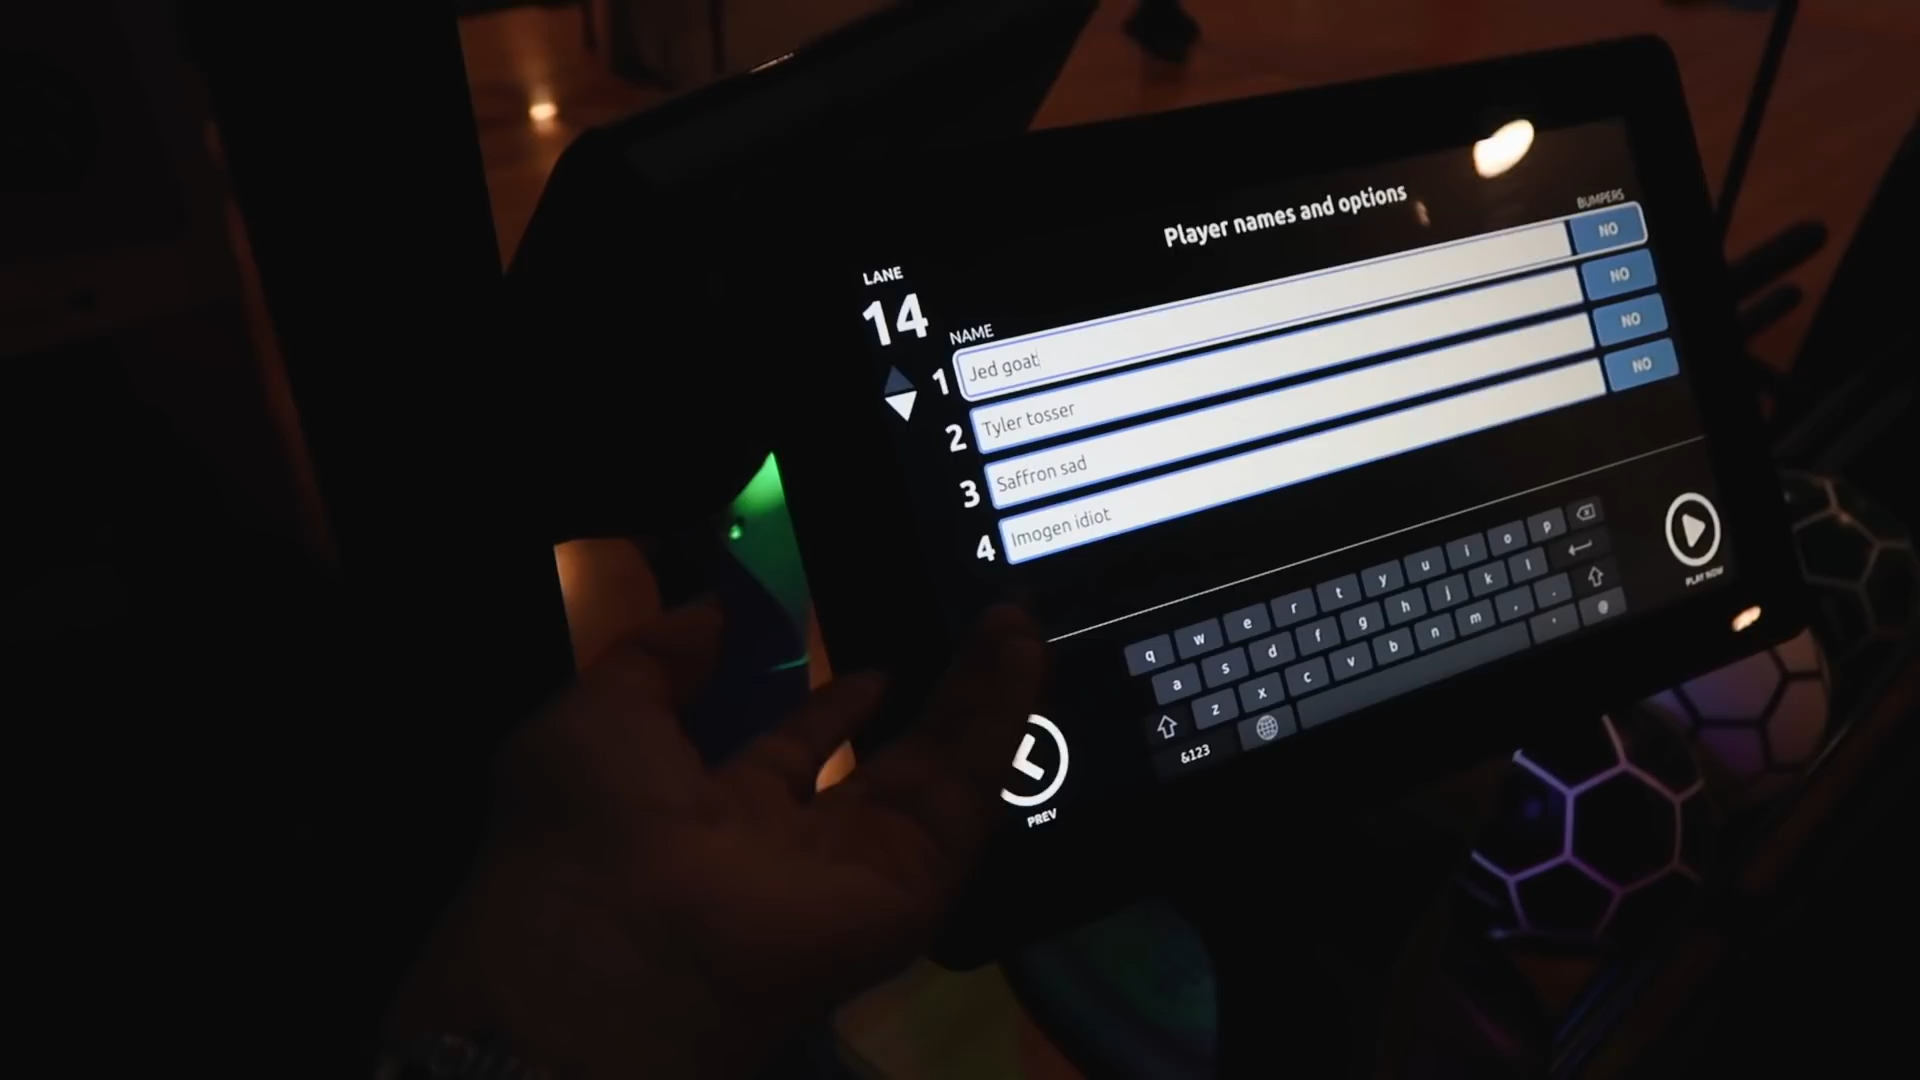 Player names and options
LANE
14
NAME
BUMPERS
1 Jed goat NO
2 Tyler tosser NO
3 Saffron sad NO
4 Imogen idiot NO
q w e r t y u i o p
a s d f g h j k l
z x c v b n m , .
&123 ' @
PREV
PLAY NOW